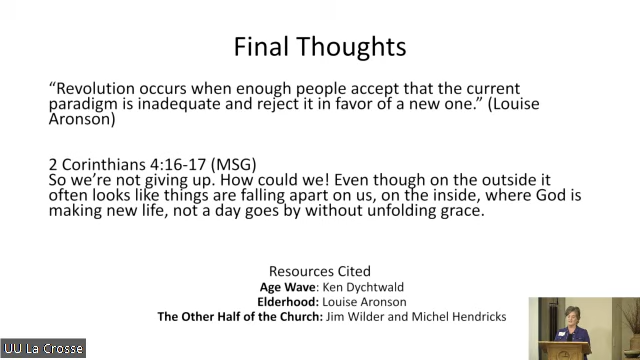 Final Thoughts
“Revolution occurs when enough people accept that the current
paradigm is inadequate and reject it in favor of a new one.” (Louise
Aronson)
2 Corinthians 4:16-17 (MSG)
So we’re not giving up. How could we! Even though on the outside it
often looks like things are falling apart on us, on the inside, where God is
making new life, not a day goes by without unfolding grace.
Resources Cited
Age Wave: Ken Dychtwald
Elderhood: Louise Aronson
The Other Half of the Church: Jim Wilder and Michel Hendricks
UU La Crosse